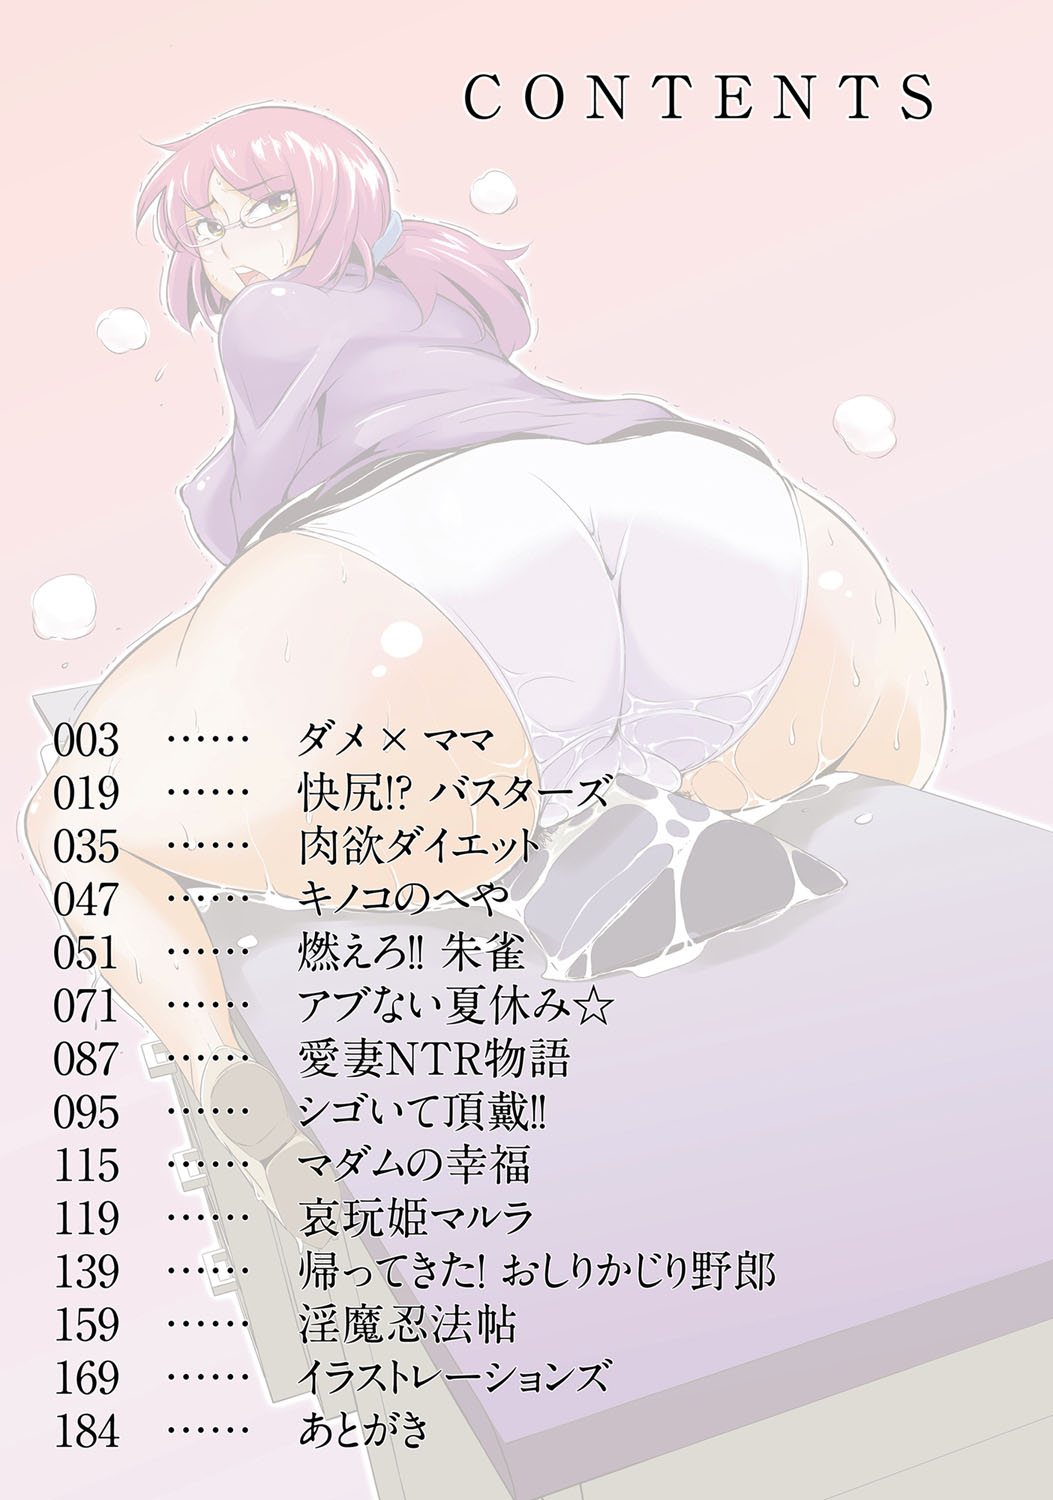 CONTENTS
003 …… ダメ×ママ
019 …… 快尻!? バスターズ
035 …… 肉欲ダイエット
047 …… キノコのへや
051 …… 燃えろ!! 朱雀
071 …… アブない夏休み☆
087 …… 愛妻NTR物語
095 …… シゴいて頂戴!!
115 …… マダムの幸福
119 …… 哀玩姫マルラ
139 …… 帰ってきた! おしりかじり野郎
159 …… 淫魔忍法帖
169 …… イラストレーションズ
184 …… あとがき